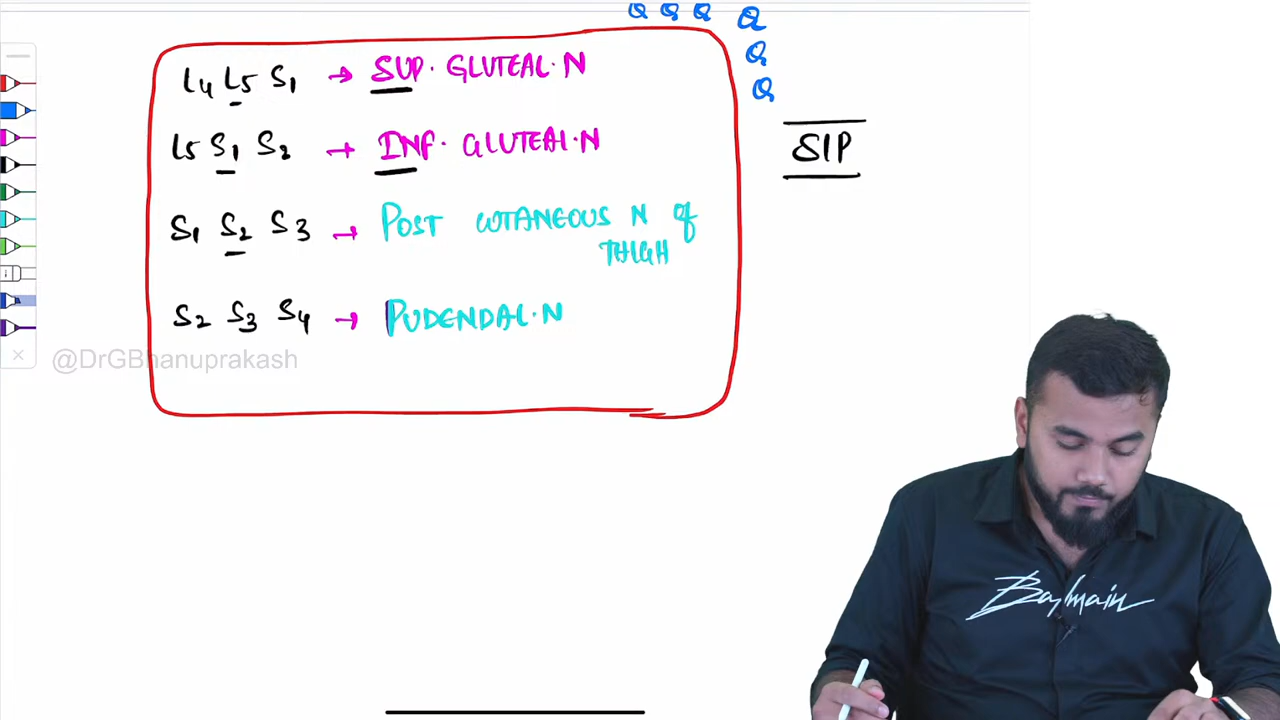 Q Q Q Q
Q
Q
L4 L5 S1 → SUP. GLUTEAL. N
L5 S1 S2 → INF. GLUTEAL. N
SIP
S1 S2 S3 → POST CUTANEOUS N of
THIGH
S2 S3 S4 → PUDENDAL. N
@DrGBhanuprakash
Balmain